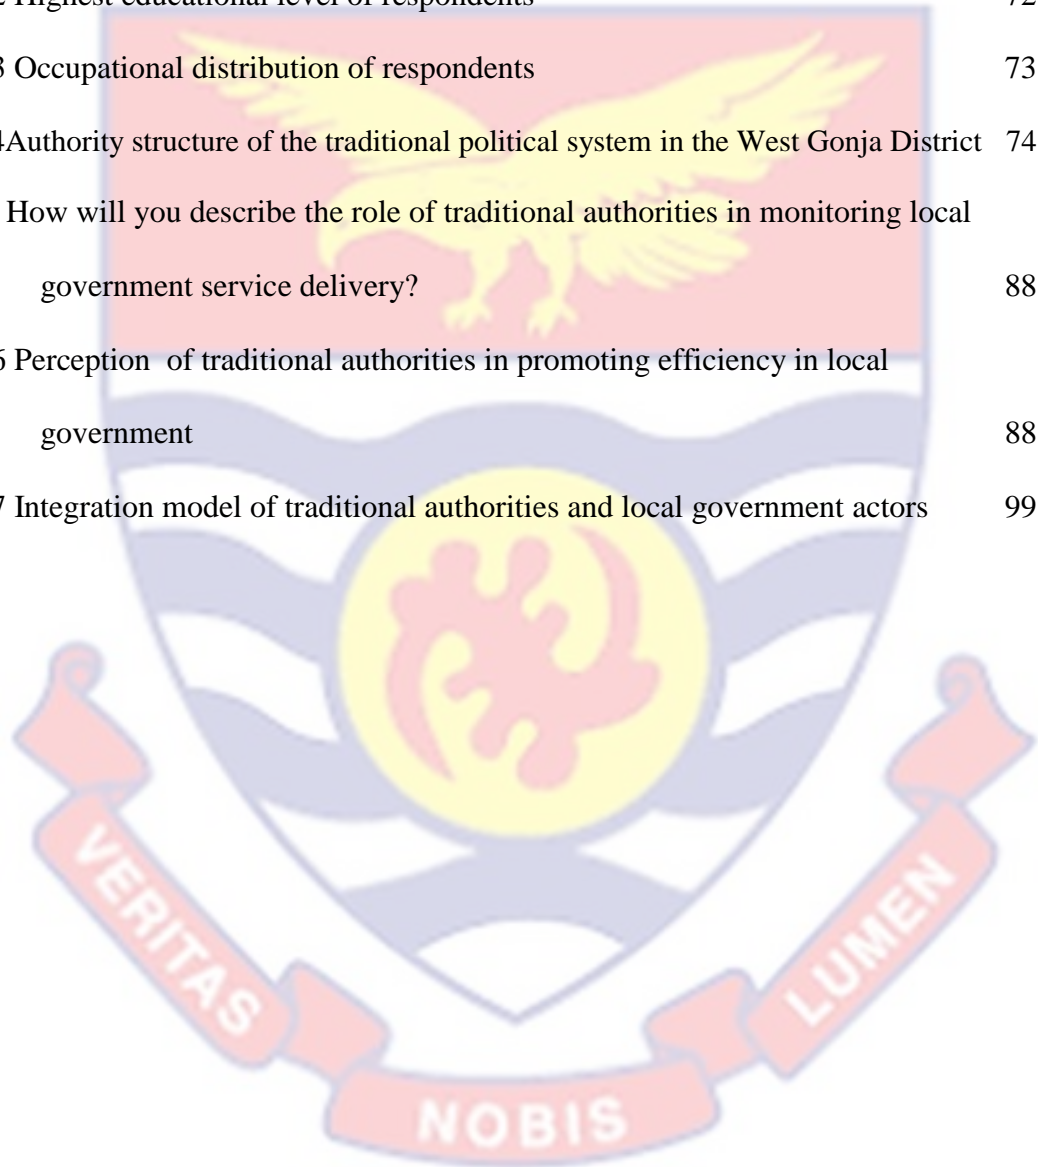 2 Highest educational level of respondents 72
3 Occupational distribution of respondents 73
4Authority structure of the traditional political system in the West Gonja District 74
How will you describe the role of traditional authorities in monitoring local
government service delivery? 88
6 Perception of traditional authorities in promoting efficiency in local
government 88
7 Integration model of traditional authorities and local government actors 99
VERITAS
NOBIS
LUMEN